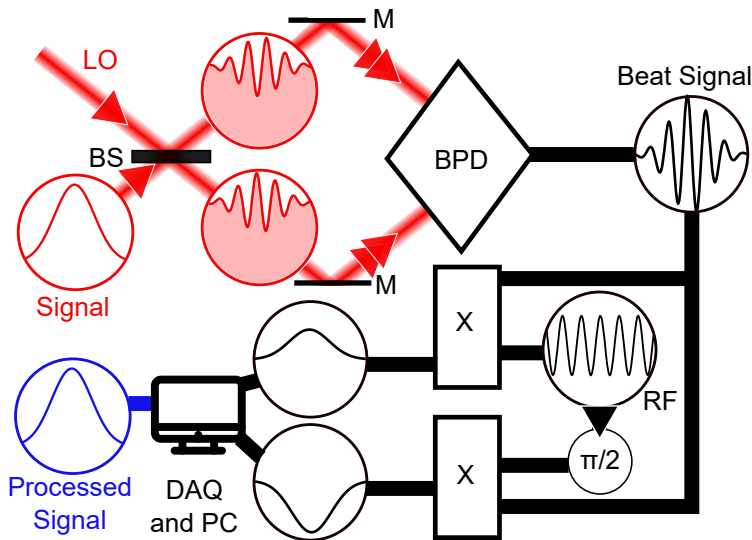 LO
M
Beat Signal
BS
BPD
Signal
M
X
RF
Processed
Signal
DAQ
and PC
X
π/2